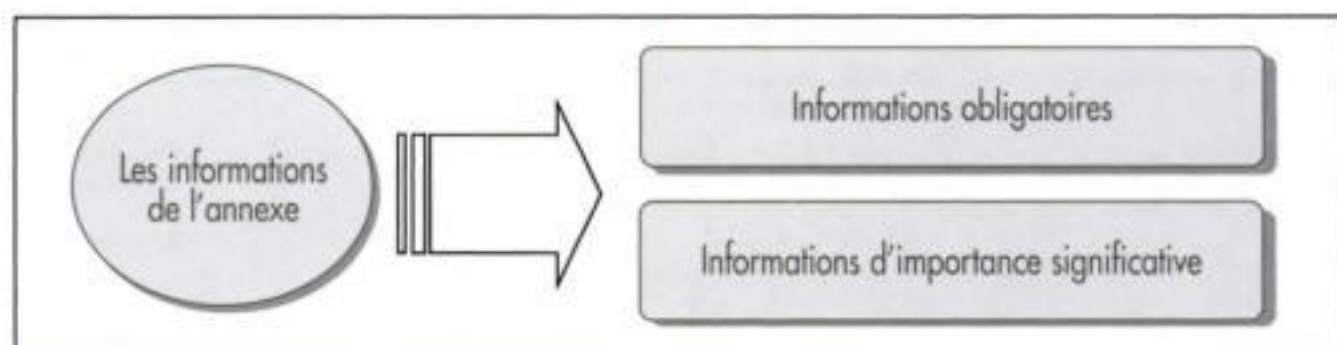 Les informations
de l'annexe
Informations obligatoires
Informations d'importance significative